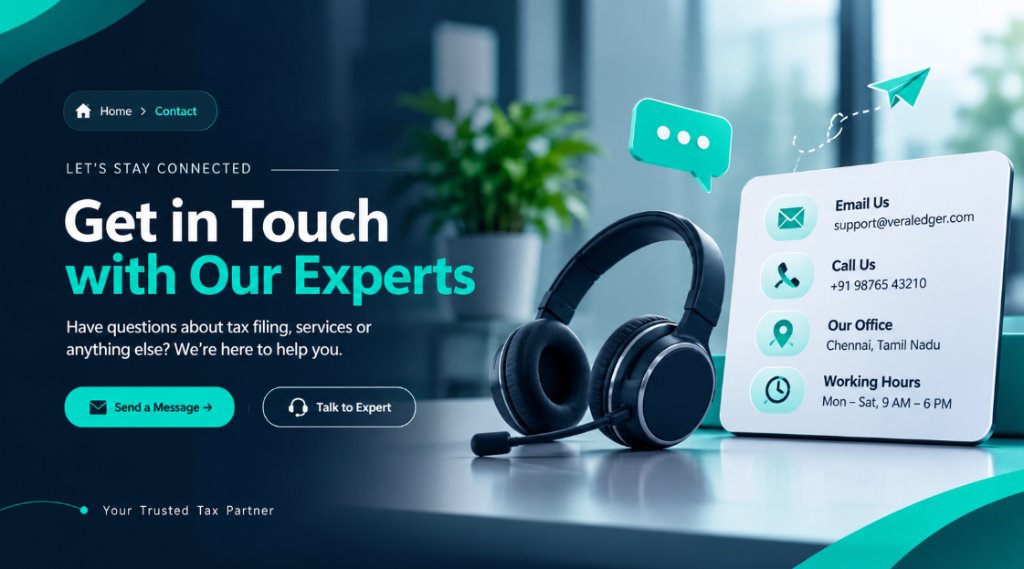 Home > Contact
LET'S STAY CONNECTED
Get in Touch
with Our Experts
Have questions about tax filing, services or
anything else? We're here to help you.
Send a Message →
Talk to Expert
Your Trusted Tax Partner
Email Us
support@veraledger.com
Call Us
+91 98765 43210
Our Office
Chennai, Tamil Nadu
Working Hours
Mon – Sat, 9 AM – 6 PM